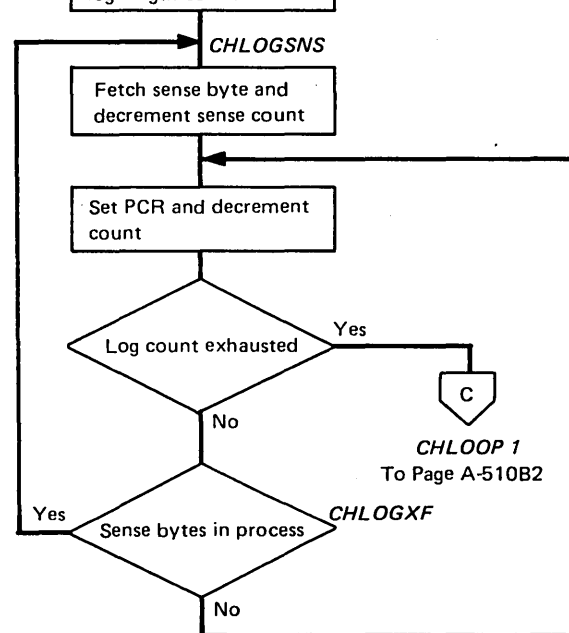 CHLOGSNS
Fetch sense byte and
decrement sense count
Set PCR and decrement
count
Log count exhausted
Yes
C
No
CHLOOP 1
To Page A-510B2
Yes
Sense bytes in process
CHLOGXF
No